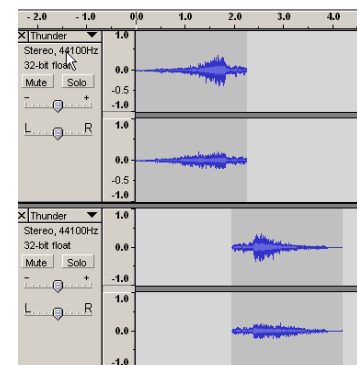 - 2.0 - 1.0 0.0 1.0 2.0 3.0 4.0
× Thunder ▼
Stereo, 44100Hz
32-bit float
Mute Solo
- +
L R
1.0
0.0
-0.5
-1.0
1.0
0.0
-0.5
-1.0
× Thunder ▼
Stereo, 44100Hz
32-bit float
Mute Solo
- +
L R
1.0
0.0
-1.0
1.0
0.0
-1.0